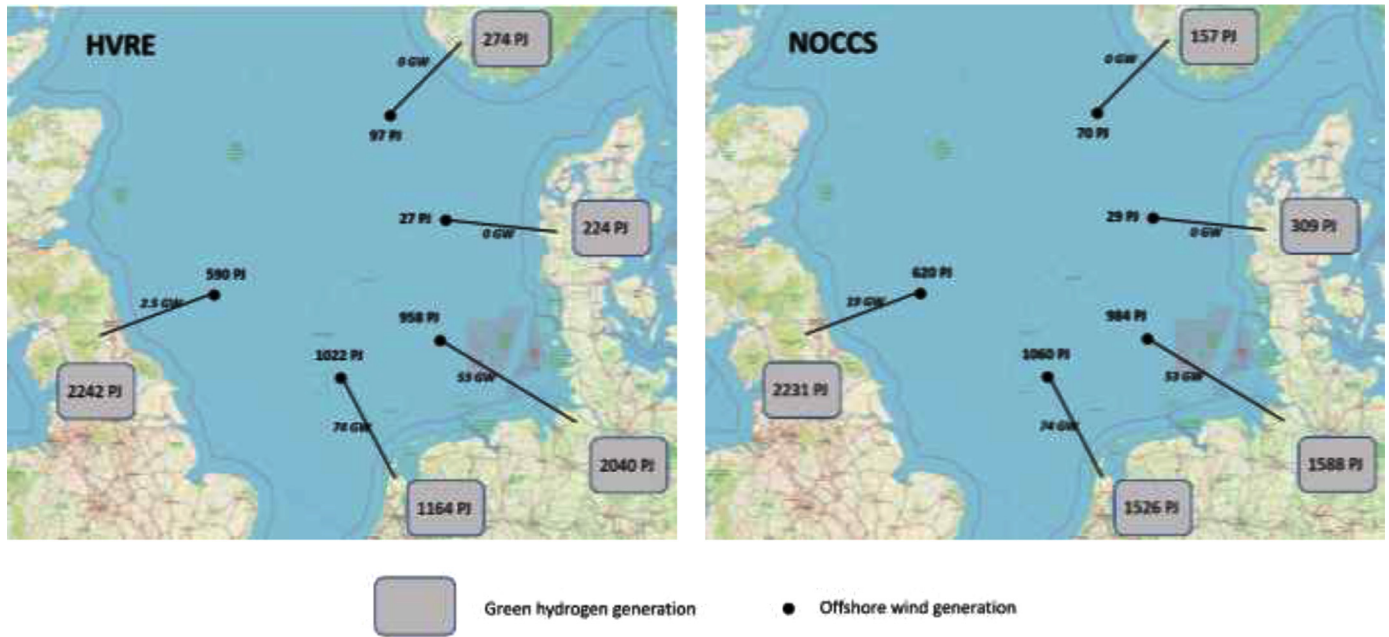 HVRE
274 PJ
0 GW
97 PJ
27 PJ
0 GW
224 PJ
590 PJ
2.5 GW
958 PJ
1022 PJ
53 GW
2242 PJ
74 GW
2040 PJ
1164 PJ
NOCCS
157 PJ
0 GW
70 PJ
29 PJ
0 GW
309 PJ
620 PJ
19 GW
984 PJ
1060 PJ
53 GW
2231 PJ
74 GW
1588 PJ
1526 PJ
Green hydrogen generation
Offshore wind generation